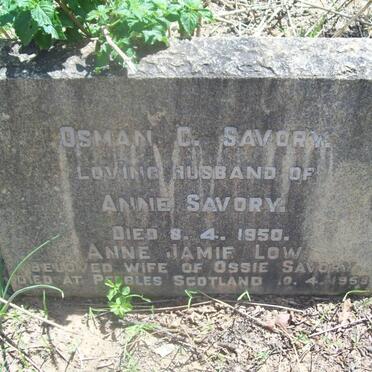 OSMAN C. SAVORY.
LOVING HUSBAND OF
ANNIE SAVORY.
DIED 8. 4. 1950.
ANNE JAMIE LOW
BELOVED WIFE OF OSSIE SAVORY
DIED AT PEEBLES SCOTLAND 4. 1959